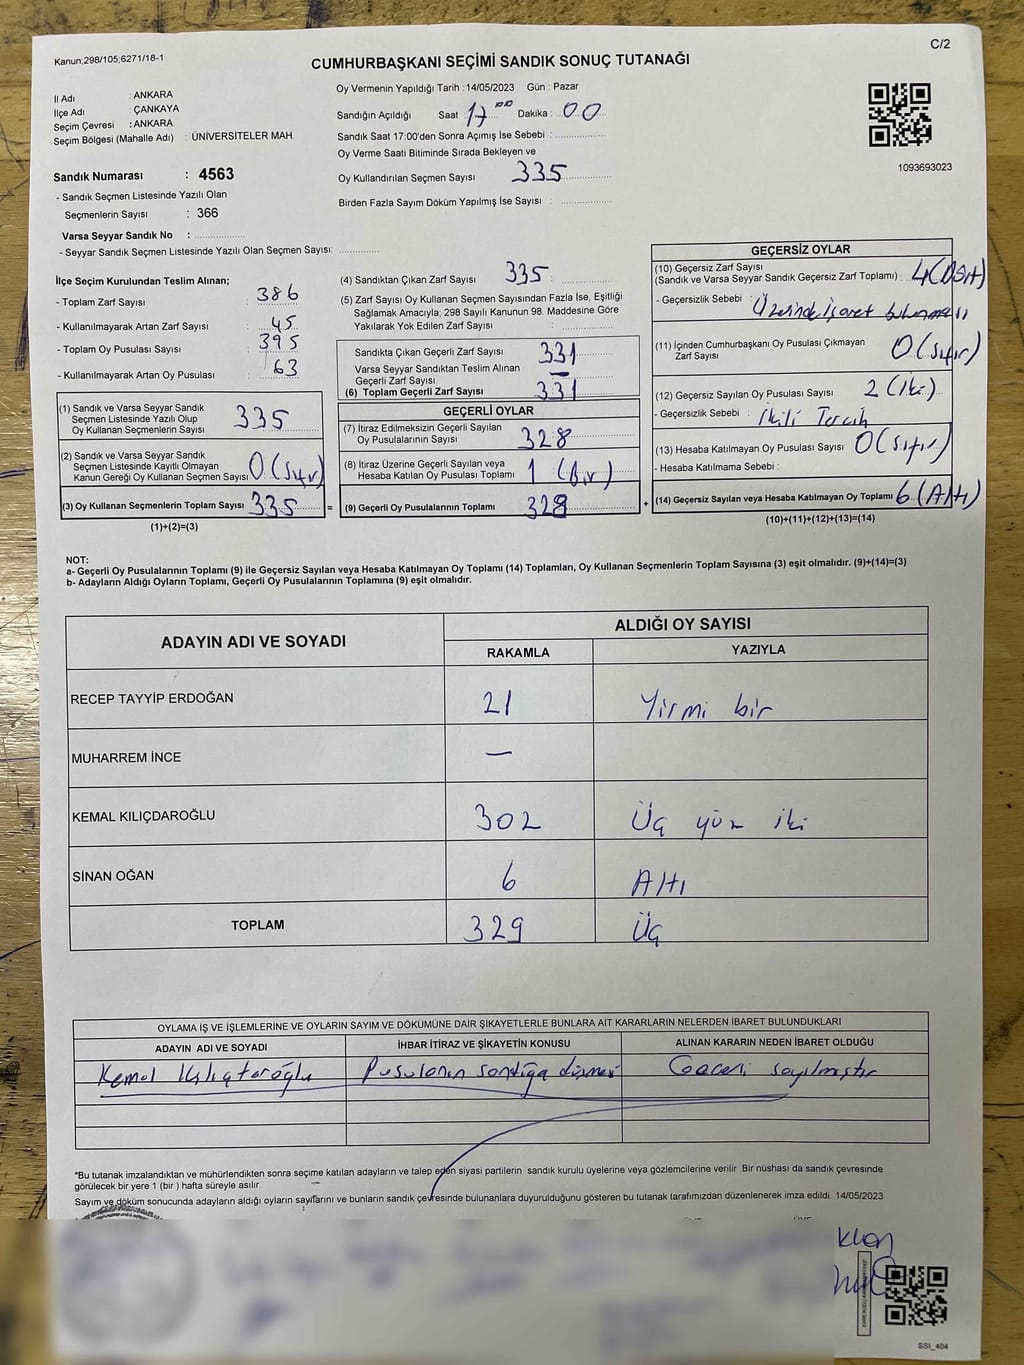 Kanun;298/105;6271/18-1
C/2
CUMHURBAŞKANI SEÇİMİ SANDIK SONUÇ TUTANAĞI
İl Adı : ANKARA
İlçe Adı : ÇANKAYA
Seçim Çevresi : ANKARA
Seçim Bölgesi (Mahalle Adı) : ÜNİVERSİTELER MAH.
Oy Vermenin Yapıldığı Tarih : 14/05/2023 Gün : Pazar
Sandığın Açıldığı Saat : 17⁰⁰ Dakika : 00
Sandık Saat 17:00'den Sonra Açımış İse Sebebi :
Oy Verme Saati Bitiminde Sırada Bekleyen ve
Oy Kullandırılan Seçmen Sayısı 335
Birden Fazla Sayım Döküm Yapılmış İse Sayısı :
1093693023
Sandık Numarası : 4563
- Sandık Seçmen Listesinde Yazılı Olan
Seçmenlerin Sayısı : 366
Varsa Seyyar Sandık No :
- Seyyar Sandık Seçmen Listesinde Yazılı Olan Seçmen Sayısı:
İlçe Seçim Kurulundan Teslim Alınan;
- Toplam Zarf Sayısı : 386
- Kullanılmayarak Artan Zarf Sayısı : 45
- Toplam Oy Pusulası Sayısı : 395
- Kullanılmayarak Artan Oy Pusulası : 63
(1) Sandık ve Varsa Seyyar Sandık
Seçmen Listesinde Yazılı Olup
Oy Kullanan Seçmenlerin Sayısı 335
(2) Sandık ve Varsa Seyyar Sandık
Seçmen Listesinde Kayıtlı Olmayan
Kanun Gereği Oy Kullanan Seçmen Sayısı 0 (Sıfır)
(3) Oy Kullanan Seçmenlerin Toplam Sayısı 335
(1)+(2)=(3)
=
(4) Sandıktan Çıkan Zarf Sayısı 335
(5) Zarf Sayısı Oy Kullanan Seçmen Sayısından Fazla İse, Eşitliği
Sağlamak Amacıyla; 298 Sayılı Kanunun 98. Maddesine Göre
Yakılarak Yok Edilen Zarf Sayısı :
Sandıkta Çıkan Geçerli Zarf Sayısı 331
Varsa Seyyar Sandıktan Teslim Alınan
Geçerli Zarf Sayısı —
(6) Toplam Geçerli Zarf Sayısı 331
GEÇERLİ OYLAR
(7) İtiraz Edilmeksizin Geçerli Sayılan
Oy Pusulalarının Sayısı 328
(8) İtiraz Üzerine Geçerli Sayılan veya
Hesaba Katılan Oy Pusulası Toplamı 1 (Bir)
(9) Geçerli Oy Pusulalarının Toplamı
+
GEÇERSİZ OYLAR
(10) Geçersiz Zarf Sayısı
(Sandık ve Varsa Seyyar Sandık Geçersiz Zarf Toplamı) : 4 (Dört)
- Geçersizlik Sebebi : Üzerinde işaret bulunması
(11) İçinden Cumhurbaşkanı Oy Pusulası Çıkmayan
Zarf Sayısı 0 (Sıfır)
(12) Geçersiz Sayılan Oy Pusulası Sayısı 2 (İki)
- Geçersizlik Sebebi : İkili Tercih
(13) Hesaba Katılmayan Oy Pusulası Sayısı 0 (Sıfır)
- Hesaba Katılmama Sebebi :
(14) Geçersiz Sayılan veya Hesaba Katılmayan Oy Toplamı 6 (Altı)
(10)+(11)+(12)+(13)=(14)
NOT:
a- Geçerli Oy Pusulalarının Toplamı (9) ile Geçersiz Sayılan veya Hesaba Katılmayan Oy Toplamı (14) Toplamları, Oy Kullanan Seçmenlerin Toplam Sayısına (3) eşit olmalıdır. (9)+(14)=(3)
b- Adayların Aldığı Oyların Toplamı, Geçerli Oy Pusulalarının Toplamına (9) eşit olmalıdır.
ADAYIN ADI VE SOYADI ALDIĞI OY SAYISI
RAKAMLA YAZIYLA
RECEP TAYYİP ERDOĞAN 21 Yirmi bir
MUHARREM İNCE —
KEMAL KILIÇDAROĞLU 302 Üç yüz iki
SİNAN OĞAN 6 Altı
TOPLAM 329 Üç
OYLAMA İŞ VE İŞLEMLERİNE VE OYLARIN SAYIM VE DÖKÜMÜNE DAİR ŞİKAYETLERLE BUNLARA AİT KARARLARIN NELERDEN İBARET BULUNDUKLARI
ADAYIN ADI VE SOYADI İHBAR İTİRAZ VE ŞİKAYETİN KONUSU ALINAN KARARIN NEDEN İBARET OLDUĞU
Kemal Kılıçtaroğlu Pusulanın sandığa düşmesi Geçerli sayılmıştır
*Bu tutanak imzalandıktan ve mühürlendikten sonra seçime katılan adayların ve talep eden siyasi partilerin sandık kurulu üyelerine veya gözlemcilerine verilir .Bir nüshası da sandık çevresinde
görülecek bir yere 1 (bir ) hafta süreyle asılır.
Sayım ve döküm sonucunda adayların aldığı oyların sayılarını ve bunların sandık çevresinde bulunanlara duyurulduğunu gösteren bu tutanak tarafımızdan düzenlenerek imza edildi. 14/05/2023
SSİ_404